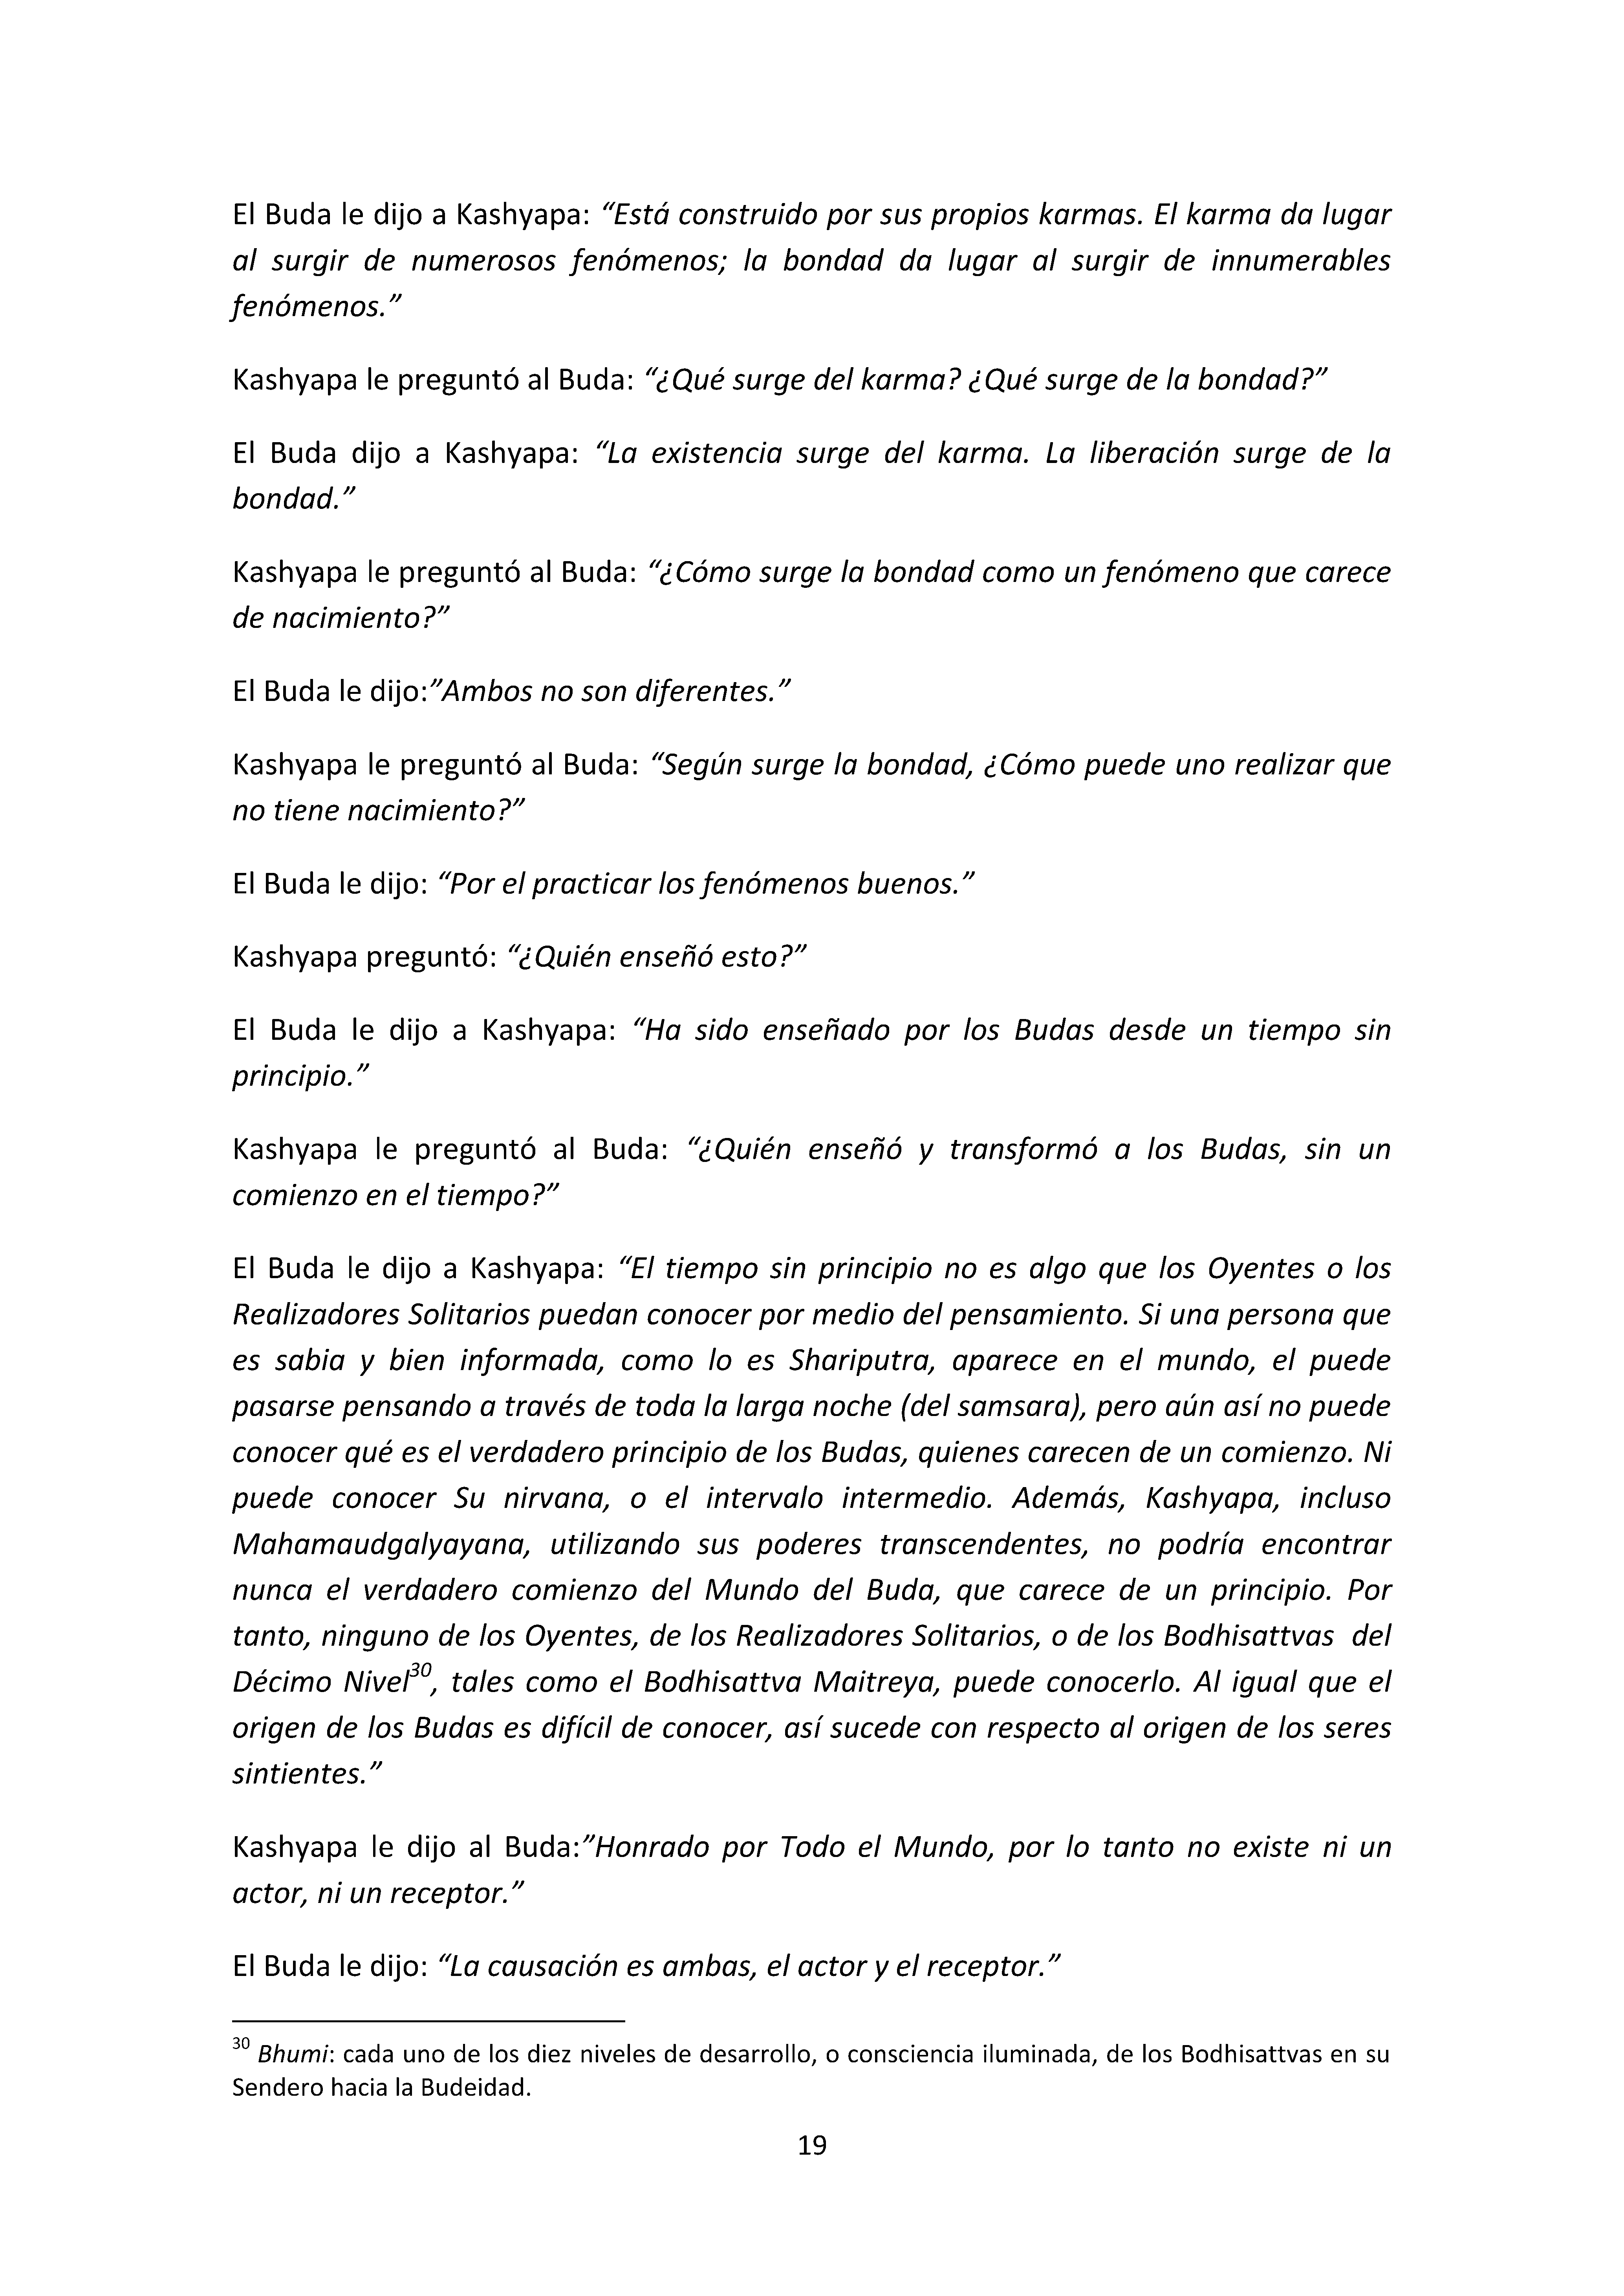 El Buda le dijo a Kashyapa: “Está construido por sus propios karmas. El karma da lugar
al surgir de numerosos fenómenos; la bondad da lugar al surgir de innumerables
fenómenos.”
Kashyapa le preguntó al Buda: “¿Qué surge del karma? ¿Qué surge de la bondad?”
El Buda dijo a Kashyapa: “La existencia surge del karma. La liberación surge de la
bondad.”
Kashyapa le preguntó al Buda: “¿Cómo surge la bondad como un fenómeno que carece
de nacimiento?”
El Buda le dijo:”Ambos no son diferentes.”
Kashyapa le preguntó al Buda: “Según surge la bondad, ¿Cómo puede uno realizar que
no tiene nacimiento?”
El Buda le dijo: “Por el practicar los fenómenos buenos.”
Kashyapa preguntó: “¿Quién enseñó esto?”
El Buda le dijo a Kashyapa: “Ha sido enseñado por los Budas desde un tiempo sin
principio.”
Kashyapa le preguntó al Buda: “¿Quién enseñó y transformó a los Budas, sin un
comienzo en el tiempo?”
El Buda le dijo a Kashyapa: “El tiempo sin principio no es algo que los Oyentes o los
Realizadores Solitarios puedan conocer por medio del pensamiento. Si una persona que
es sabia y bien informada, como lo es Shariputra, aparece en el mundo, el puede
pasarse pensando a través de toda la larga noche (del samsara), pero aún así no puede
conocer qué es el verdadero principio de los Budas, quienes carecen de un comienzo. Ni
puede conocer Su nirvana, o el intervalo intermedio. Además, Kashyapa, incluso
Mahamaudgalyayana, utilizando sus poderes transcendentes, no podría encontrar
nunca el verdadero comienzo del Mundo del Buda, que carece de un principio. Por
tanto, ninguno de los Oyentes, de los Realizadores Solitarios, o de los Bodhisattvas del
Décimo Nivel30, tales como el Bodhisattva Maitreya, puede conocerlo. Al igual que el
origen de los Budas es difícil de conocer, así sucede con respecto al origen de los seres
sintientes.”
Kashyapa le dijo al Buda:”Honrado por Todo el Mundo, por lo tanto no existe ni un
actor, ni un receptor.”
El Buda le dijo: “La causación es ambas, el actor y el receptor.”
30 Bhumi: cada uno de los diez niveles de desarrollo, o consciencia iluminada, de los Bodhisattvas en su
Sendero hacia la Budeidad.
19